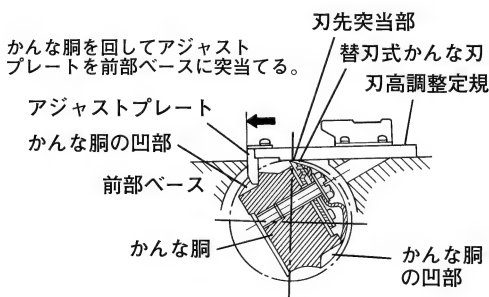 刃先突当部
かんな胴を回してアジャスト
プレートを前部ベースに突当てる。
替刃式かんな刃
刃高調整定規
アジャストプレート
かんな胴の凹部
前部ベース
かんな胴
かんな胴
の凹部